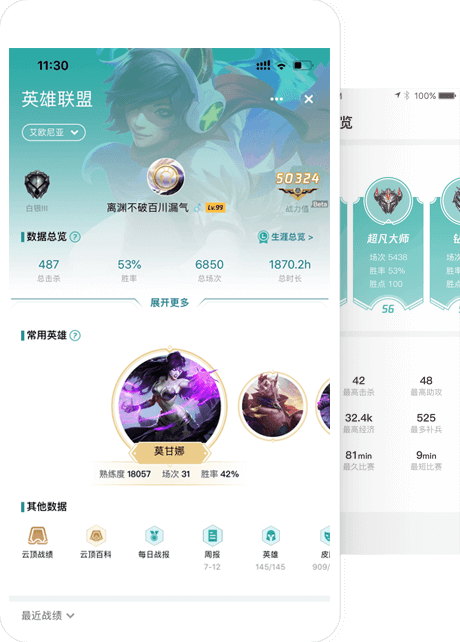 11:30
英雄联盟
艾欧尼亚
50324
白银III
离渊不破百川漏气
Lv.99
战力值
Beta
数据总览 ?
生涯总览 >
487
53%
6850
1870.2h
总击杀
胜率
总场次
总时长
展开更多
常用英雄 ?
莫甘娜
熟练度 18057 场次 31 胜率 42%
其他数据
云顶战绩
云顶百科
每日战报
周报
英雄
皮
7-12
145/145
909/
最近战绩
100%
览
超凡大师
钻
场次 5438
胜率 53%
胜点 100
56
42
48
最高击杀
最高助攻
32.4k
525
最高经济
最多补兵
81min
9min
最久比赛
最短比赛